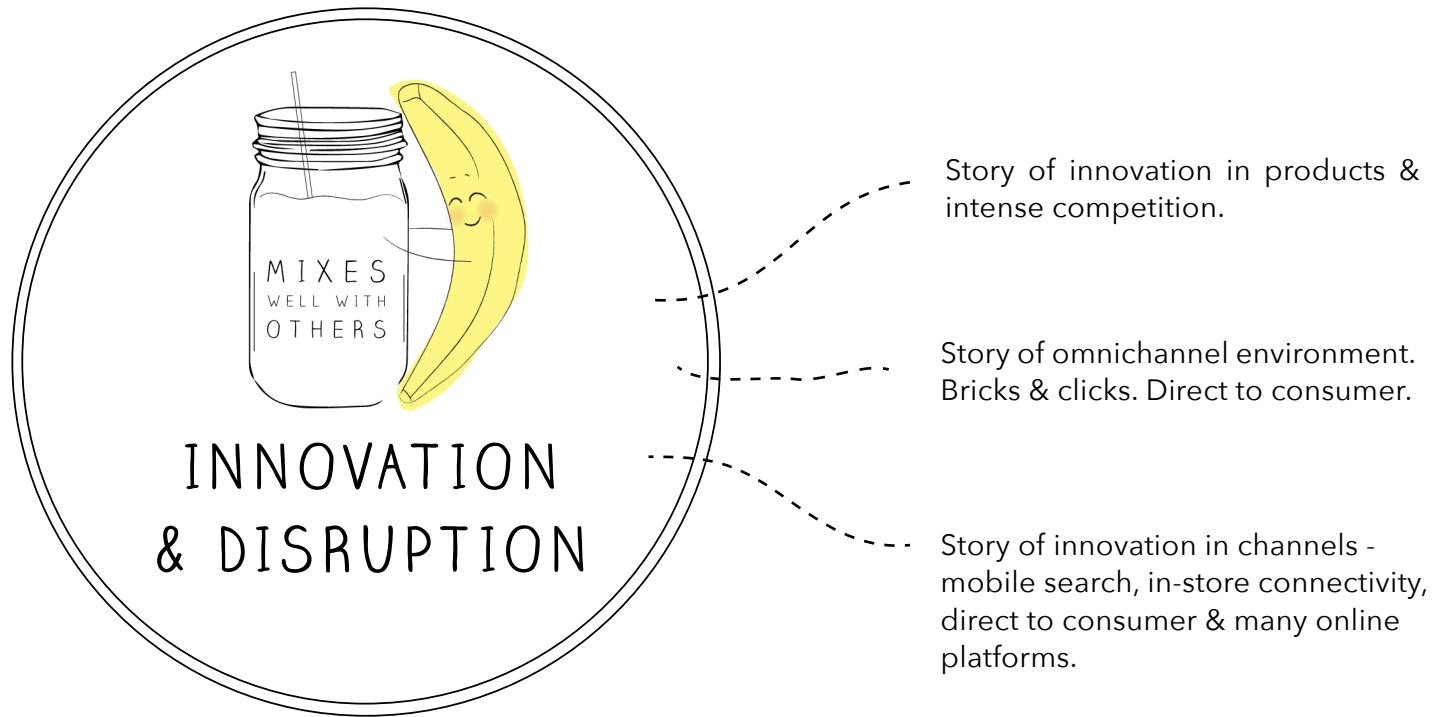 MIXES
WELL WITH
OTHERS
INNOVATION
& DISRUPTION
Story of innovation in products &
intense competition.
Story of omnichannel environment.
Bricks & clicks. Direct to consumer.
Story of innovation in channels -
mobile search, in-store connectivity,
direct to consumer & many online
platforms.